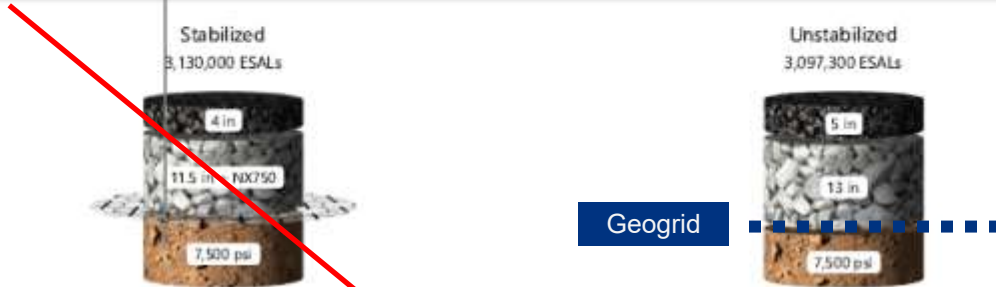 Stabilized
3,130,000 ESALs
4 in
11.5 in NX750
7,500 psi
Unstabilized
3,097,300 ESALs
5 in
13 in
Geogrid
7,500 psi